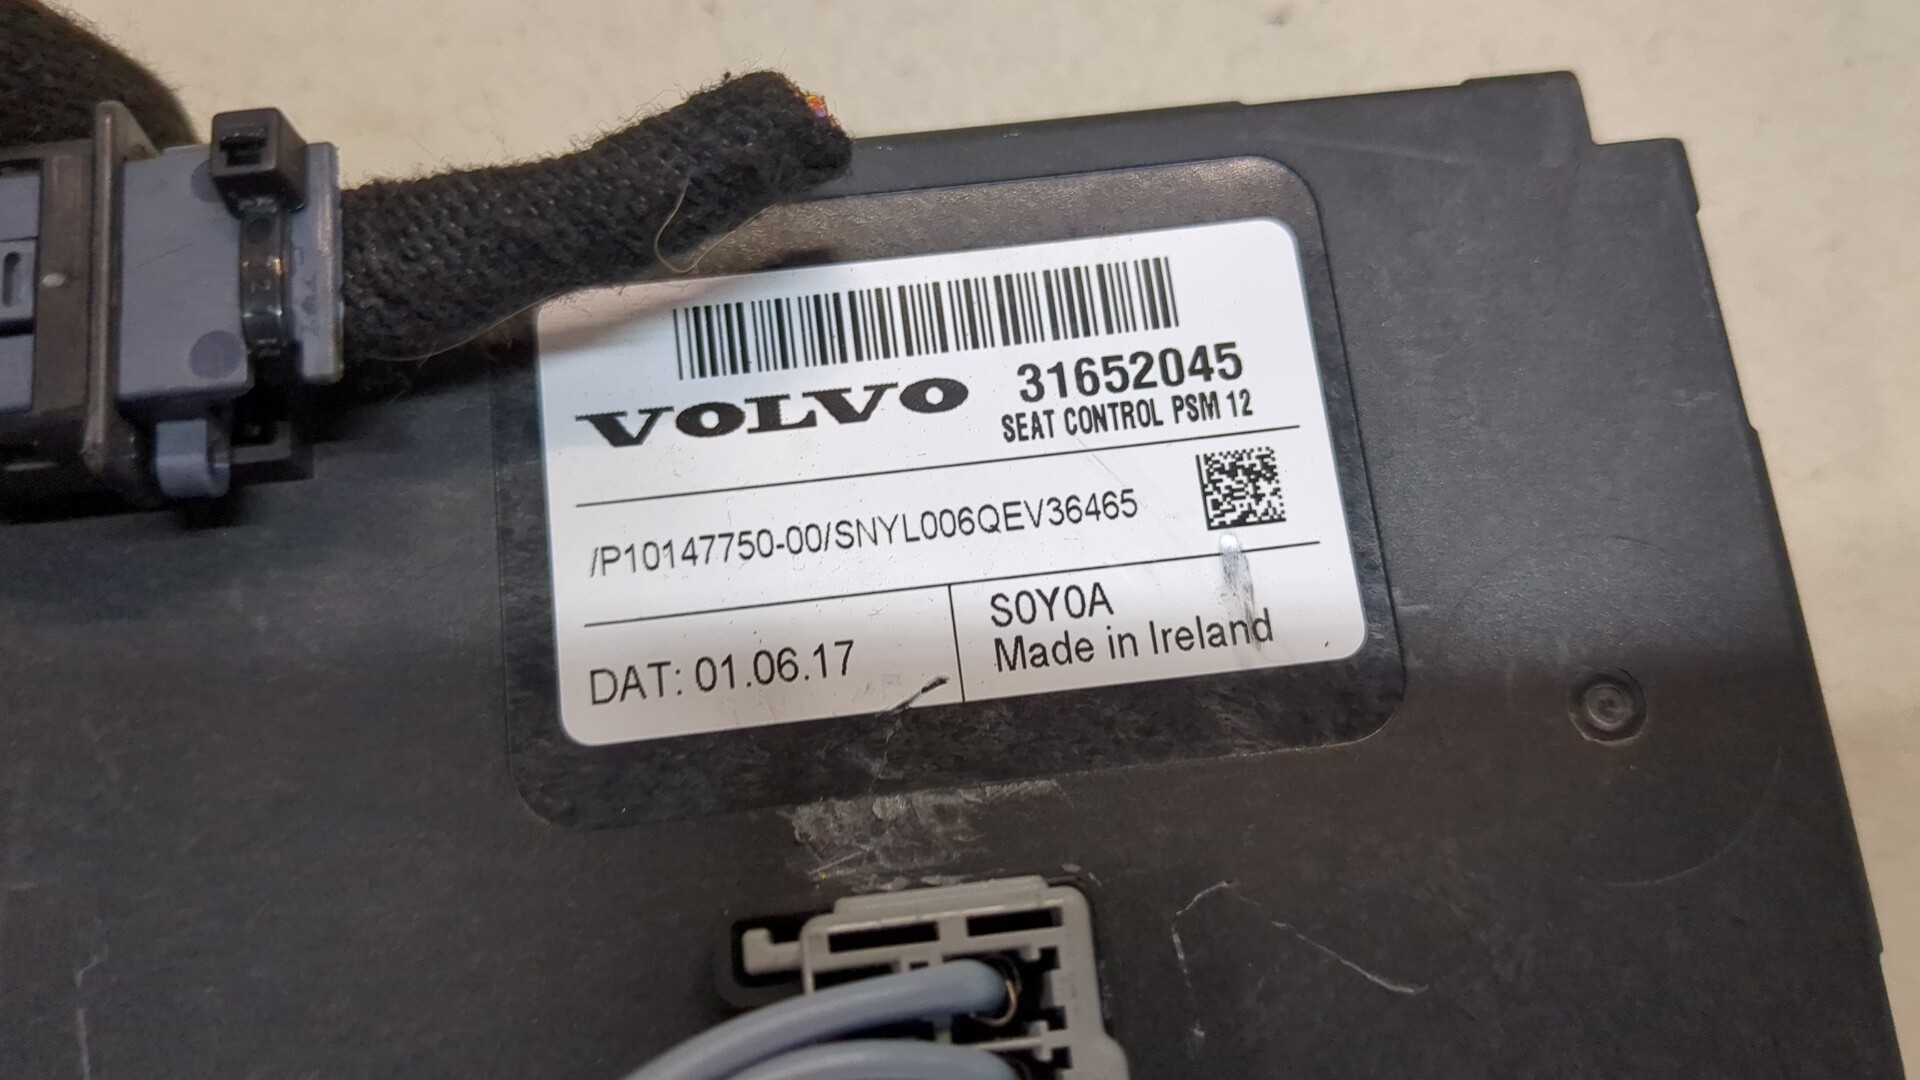 VOLVO 31652045
SEAT CONTROL PSM 12
/P10147750-00/SNYL006QEV36465
DAT: 01.06.17
S0Y0A
Made in Ireland